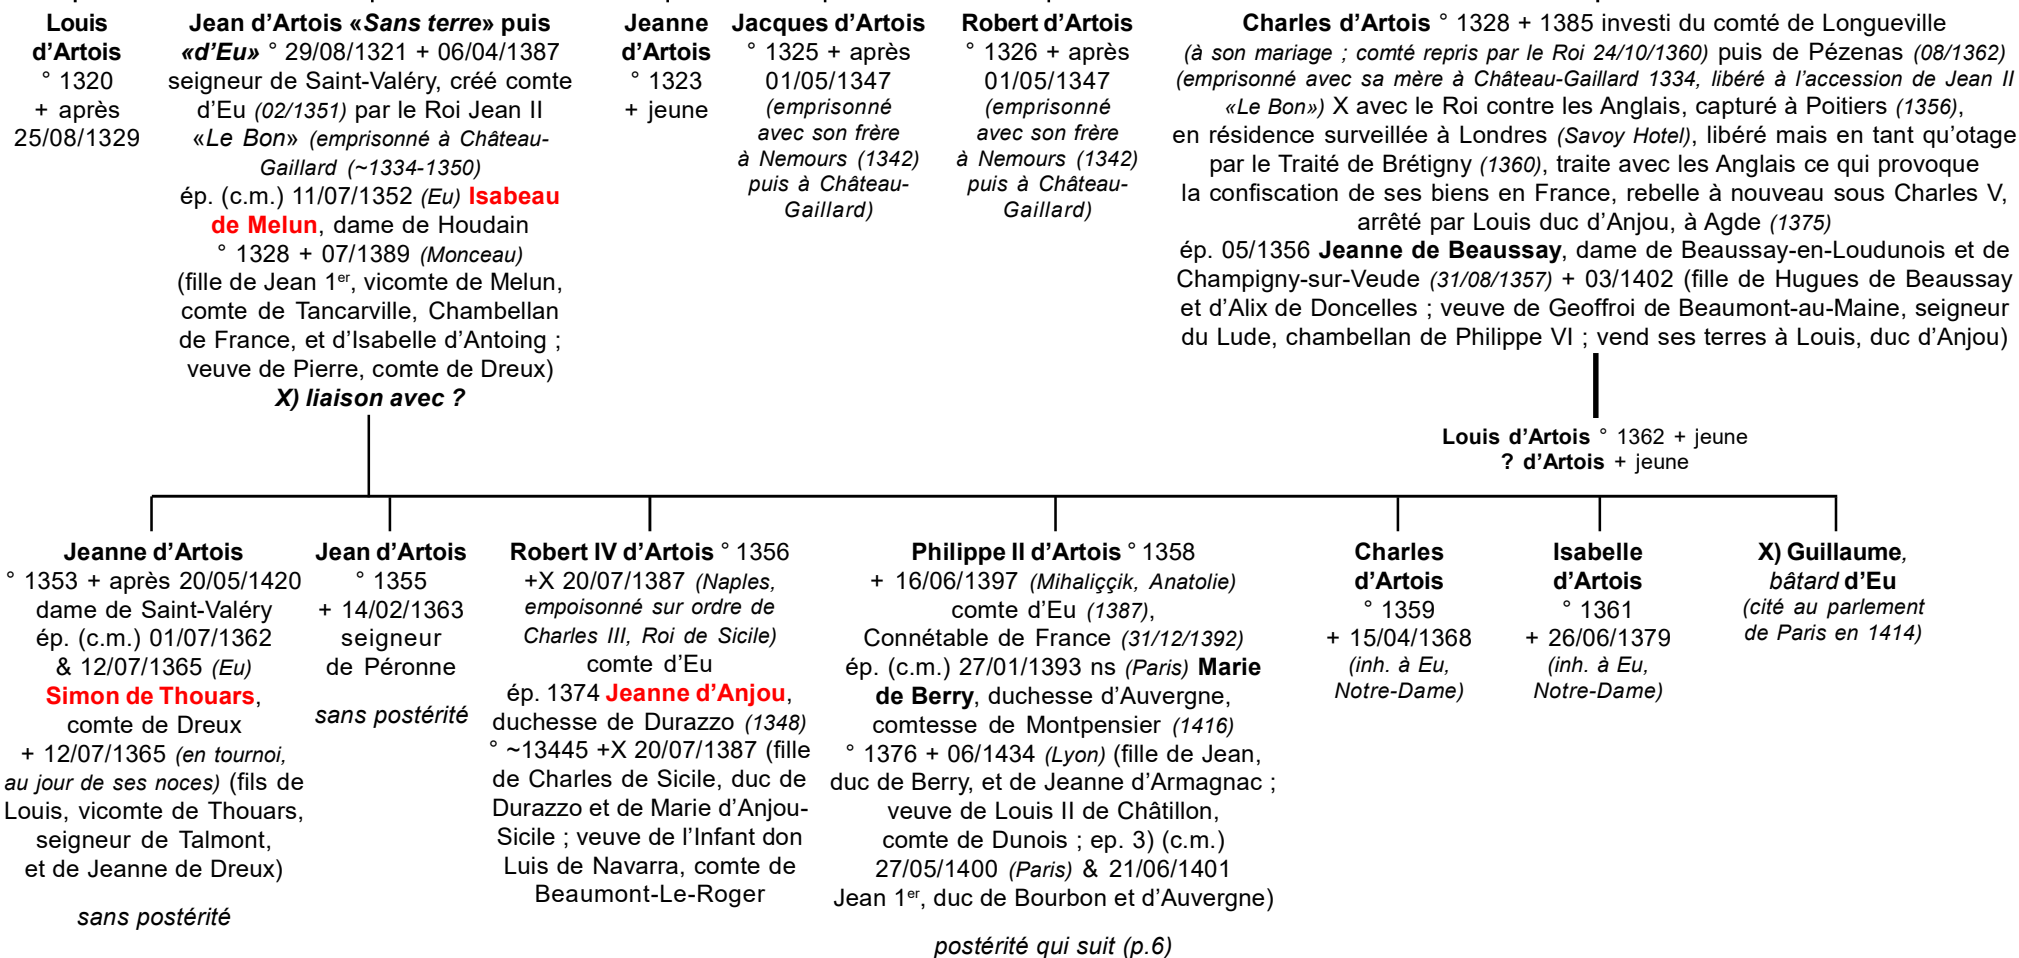 Louis
d’Artois
° 1320
+ après
25/08/1329
Jean d’Artois «Sans terre» puis
«d’Eu» ° 29/08/1321 + 06/04/1387
seigneur de Saint-Valéry, créé comte
d’Eu (02/1351) par le Roi Jean II
«Le Bon» (emprisonné à Château-
Gaillard (~1334-1350)
ép. (c.m.) 11/07/1352 (Eu) Isabeau
de Melun, dame de Houdain
° 1328 + 07/1389 (Monceau)
(fille de Jean 1er, vicomte de Melun,
comte de Tancarville, Chambellan
de France, et d’Isabelle d’Antoing ;
veuve de Pierre, comte de Dreux)
X) liaison avec ?
Jeanne
d’Artois
° 1323
+ jeune
Jacques d’Artois
° 1325 + après
01/05/1347
(emprisonné
avec son frère
à Nemours (1342)
puis à Château-
Gaillard)
Robert d’Artois
° 1326 + après
01/05/1347
(emprisonné
avec son frère
à Nemours (1342)
puis à Château-
Gaillard)
Charles d’Artois ° 1328 + 1385 investi du comté de Longueville
(à son mariage ; comté repris par le Roi 24/10/1360) puis de Pézenas (08/1362)
(emprisonné avec sa mère à Château-Gaillard 1334, libéré à l’accession de Jean II
«Le Bon») X avec le Roi contre les Anglais, capturé à Poitiers (1356),
en résidence surveillée à Londres (Savoy Hotel), libéré mais en tant qu’otage
par le Traité de Brétigny (1360), traite avec les Anglais ce qui provoque
la confiscation de ses biens en France, rebelle à nouveau sous Charles V,
arrêté par Louis duc d’Anjou, à Agde (1375)
ép. 05/1356 Jeanne de Beaussay, dame de Beaussay-en-Loudunois et de
Champigny-sur-Veude (31/08/1357) + 03/1402 (fille de Hugues de Beaussay
et d’Alix de Doncelles ; veuve de Geoffroi de Beaumont-au-Maine, seigneur
du Lude, chambellan de Philippe VI ; vend ses terres à Louis, duc d’Anjou)
Louis d’Artois ° 1362 + jeune
? d’Artois + jeune
Jeanne d’Artois
° 1353 + après 20/05/1420
dame de Saint-Valéry
ép. (c.m.) 01/07/1362
& 12/07/1365 (Eu)
Simon de Thouars,
comte de Dreux
+ 12/07/1365 (en tournoi,
au jour de ses noces) (fils de
Louis, vicomte de Thouars,
seigneur de Talmont,
et de Jeanne de Dreux)
sans postérité
Jean d’Artois
° 1355
+ 14/02/1363
seigneur
de Péronne
sans postérité
Robert IV d’Artois ° 1356
+X 20/07/1387 (Naples,
empoisonné sur ordre de
Charles III, Roi de Sicile)
comte d’Eu
ép. 1374 Jeanne d’Anjou,
duchesse de Durazzo (1348)
° ~13445 +X 20/07/1387 (fille
de Charles de Sicile, duc de
Durazzo et de Marie d’Anjou-
Sicile ; veuve de l’Infant don
Luis de Navarra, comte de
Beaumont-Le-Roger
Philippe II d’Artois ° 1358
+ 16/06/1397 (Mihaliççik, Anatolie)
comte d’Eu (1387),
Connétable de France (31/12/1392)
ép. (c.m.) 27/01/1393 ns (Paris) Marie
de Berry, duchesse d’Auvergne,
comtesse de Montpensier (1416)
° 1376 + 06/1434 (Lyon) (fille de Jean,
duc de Berry, et de Jeanne d’Armagnac ;
veuve de Louis II de Châtillon,
comte de Dunois ; ep. 3) (c.m.)
27/05/1400 (Paris) & 21/06/1401
Jean 1er, duc de Bourbon et d’Auvergne)
postérité qui suit (p.6)
Charles
d’Artois
° 1359
+ 15/04/1368
(inh. à Eu,
Notre-Dame)
Isabelle
d’Artois
° 1361
+ 26/06/1379
(inh. à Eu,
Notre-Dame)
X) Guillaume,
bâtard d’Eu
(cité au parlement
de Paris en 1414)